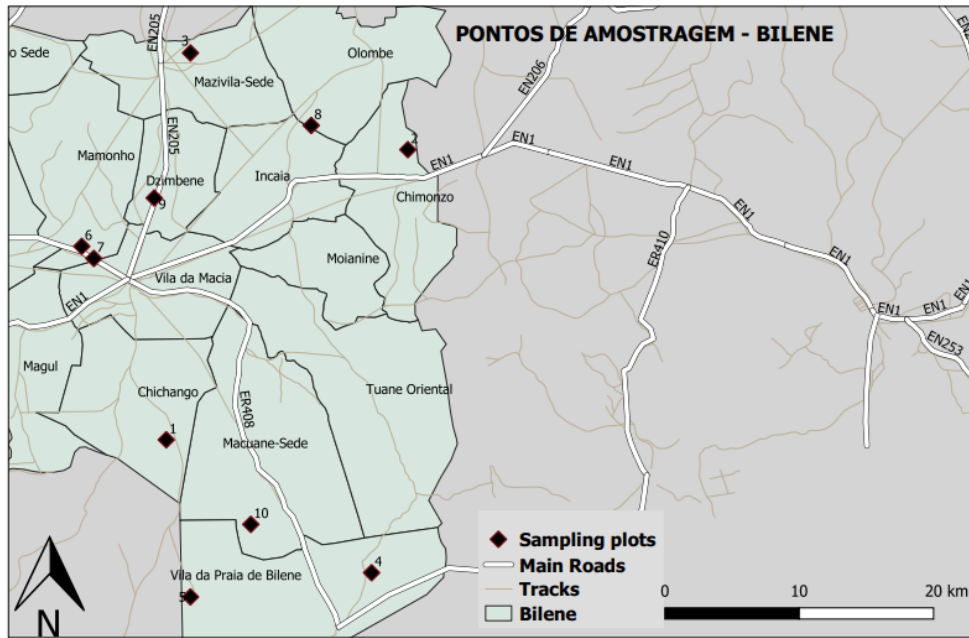 PONTOS DE AMOSTRAGEM - BILENE
EN205
3
Olombe
o Sede
Mazivila-Sede
EN206
8
EN205
2
EN1
EN1
Mamonho
Incaia
Dzimbene
Chimonzo
9
EN1
6
7
Moianine
ER410
Vila da Macia
EN1
EN1
EN1
EN1
EN1
EN253
Magul
Chichango
Tuane Oriental
ER408
1
Macuane-Sede
10
4
Vila da Praia de Bilene
5
N
Sampling plots
Main Roads
Tracks
Bilene
0 10 20 km